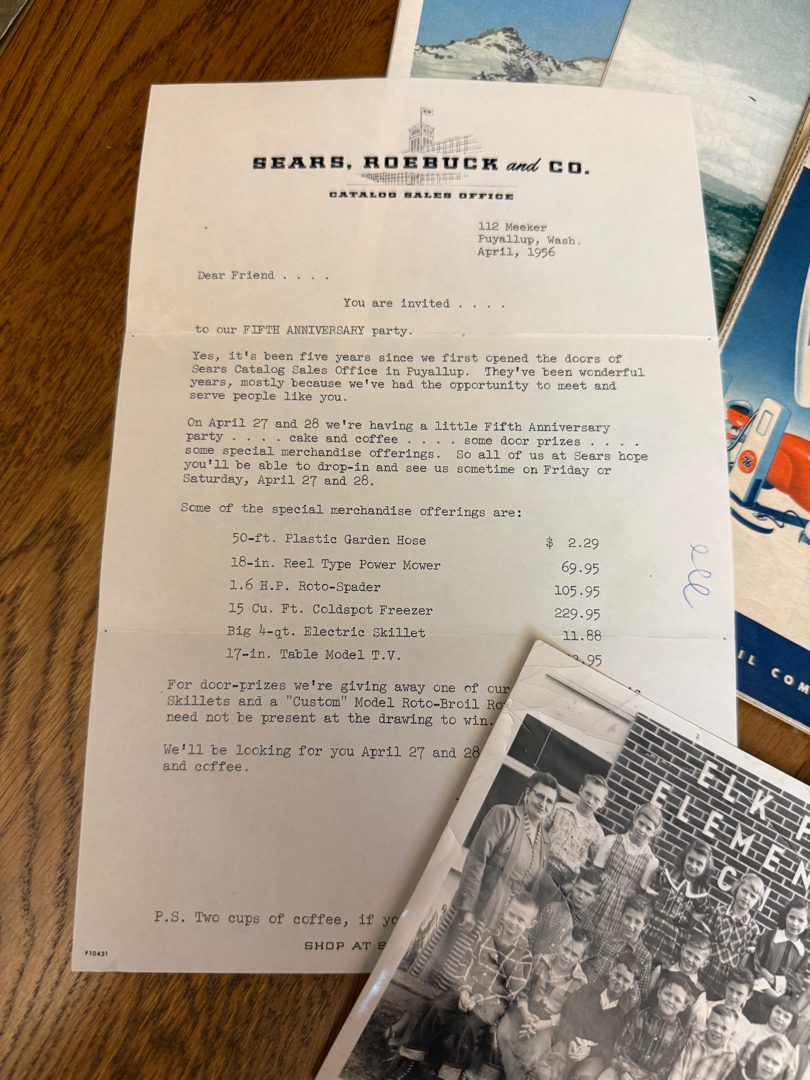 SEARS, ROEBUCK and CO.
CATALOG SALES OFFICE
112 Meeker
Puyallup, Wash.
April, 1956
Dear Friend . . . .
You are invited . . . .
to our FIFTH ANNIVERSARY party.
Yes, it's been five years since we first opened the doors of
Sears Catalog Sales Office in Puyallup. They've been wonderful
years, mostly because we've had the opportunity to meet and
serve people like you.
On April 27 and 28 we're having a little Fifth Anniversary
party . . . . cake and coffee . . . . some door prizes . . . .
some special merchandise offerings. So all of us at Sears hope
you'll be able to drop-in and see us sometime on Friday or
Saturday, April 27 and 28.
Some of the special merchandise offerings are:
50-ft. Plastic Garden Hose $ 2.29
18-in. Reel Type Power Mower 69.95
1.6 H.P. Roto-Spader 105.95
15 Cu. Ft. Coldspot Freezer 229.95
Big 4-qt. Electric Skillet 11.88
17-in. Table Model T.V. .95
For door-prizes we're giving away one of our
Skillets and a "Custom" Model Roto-Broil
need not be present at the drawing to win.
We'll be looking for you April 27 and 28
and coffee.
P.S. Two cups of coffee, if
SHOP AT
F10431
76
ELK
ELEMEN